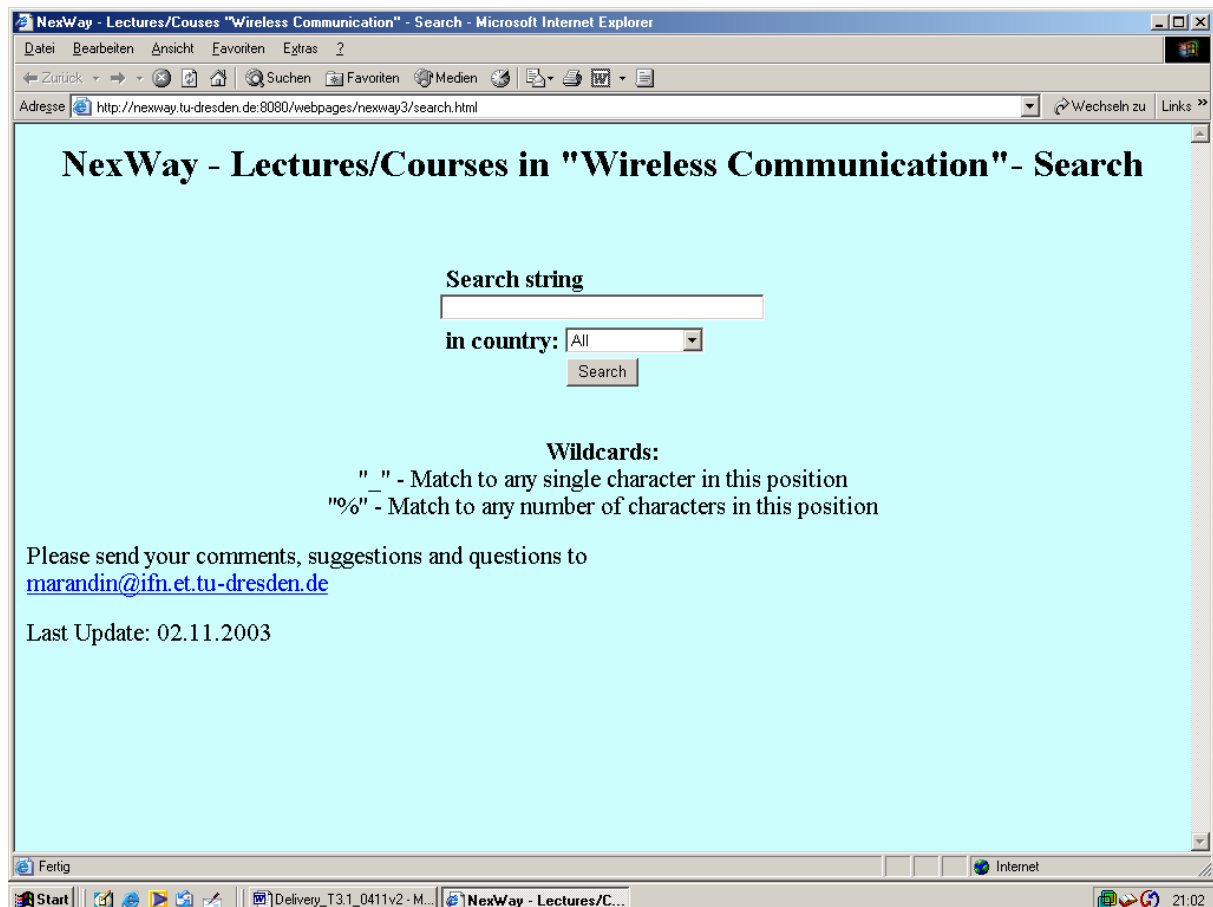 NexWay - Lectures/Couses "Wireless Communication" - Search - Microsoft Internet Explorer
Datei Bearbeiten Ansicht Favoriten Extras ?
Zurück Suchen Favoriten Medien
Adresse http://nexway.tu-dresden.de:8080/webpages/nexway3/search.html Wechseln zu Links »
NexWay - Lectures/Courses in "Wireless Communication"- Search
Search string
in country: All
Search
Wildcards:
"_" - Match to any single character in this position
"%" - Match to any number of characters in this position
Please send your comments, suggestions and questions to
marandin@ifn.et.tu-dresden.de
Last Update: 02.11.2003
Fertig Internet
Start Delivery_T3.1_0411v2 - M... NexWay - Lectures/C... 21:02